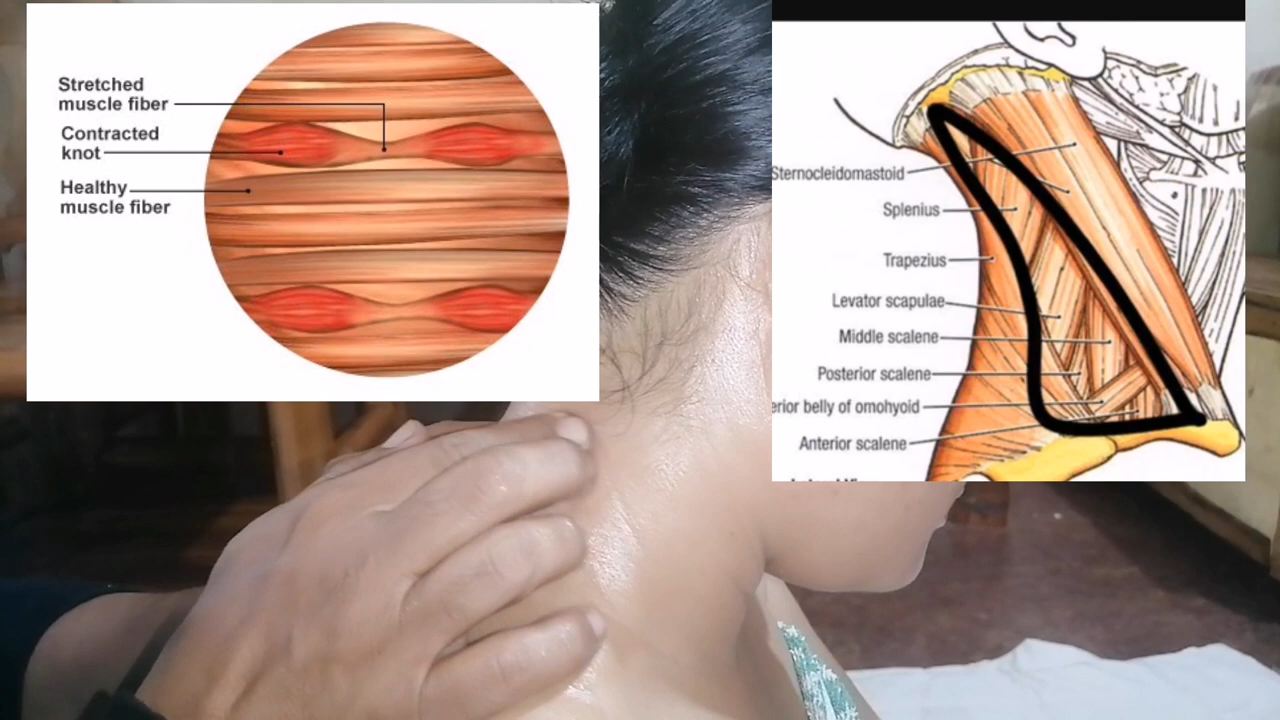 Stretched
muscle fiber
Contracted
knot
Healthy
muscle fiber
Sternocleidomastoid
Splenius
Trapezius
Levator scapulae
Middle scalene
Posterior scalene
erior belly of omohyoid
Anterior scalene